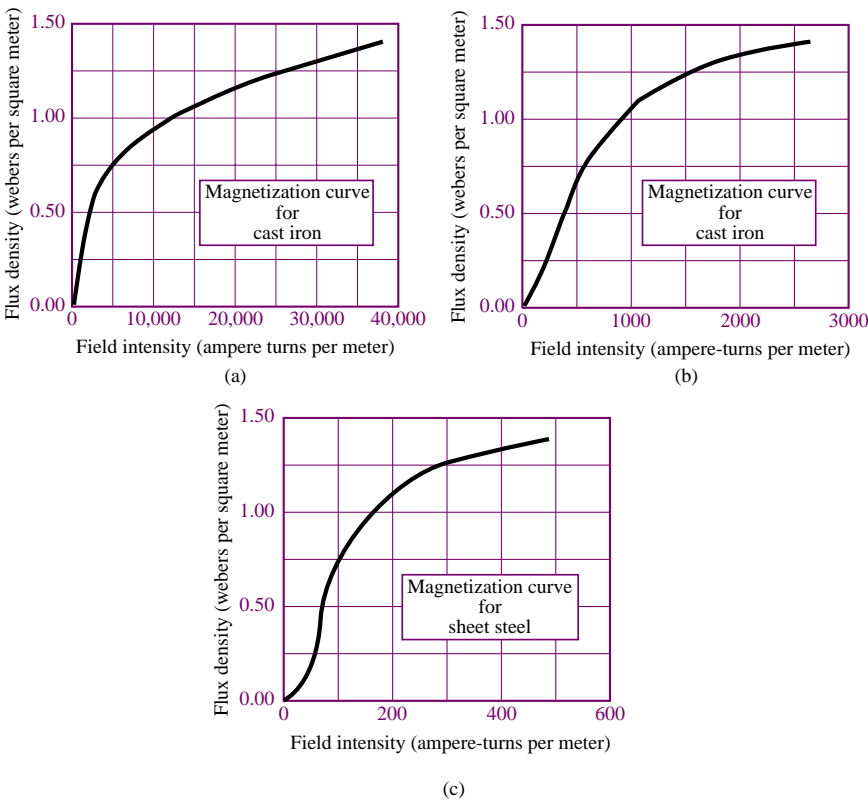 1.50
1.00
0.50
0.00
Flux density (webers per square meter)
Magnetization curve
for
cast iron
0
10,000
20,000
30,000
40,000
Field intensity (ampere turns per meter)
(a)
1.50
1.00
0.50
0.00
Flux density (webers per square meter)
Magnetization curve
for
cast iron
0
1000
2000
3000
Field intensity (ampere-turns per meter)
(b)
1.50
1.00
0.50
0.00
Flux density (webers per square meter)
Magnetization curve
for
sheet steel
0
200
400
600
Field intensity (ampere-turns per meter)
(c)